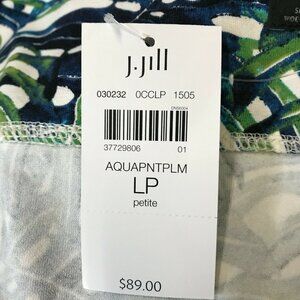 j.jill
030232 0CCLP 1505
37729806 01
AQUAPNTPLM
LP
petite
$89.00